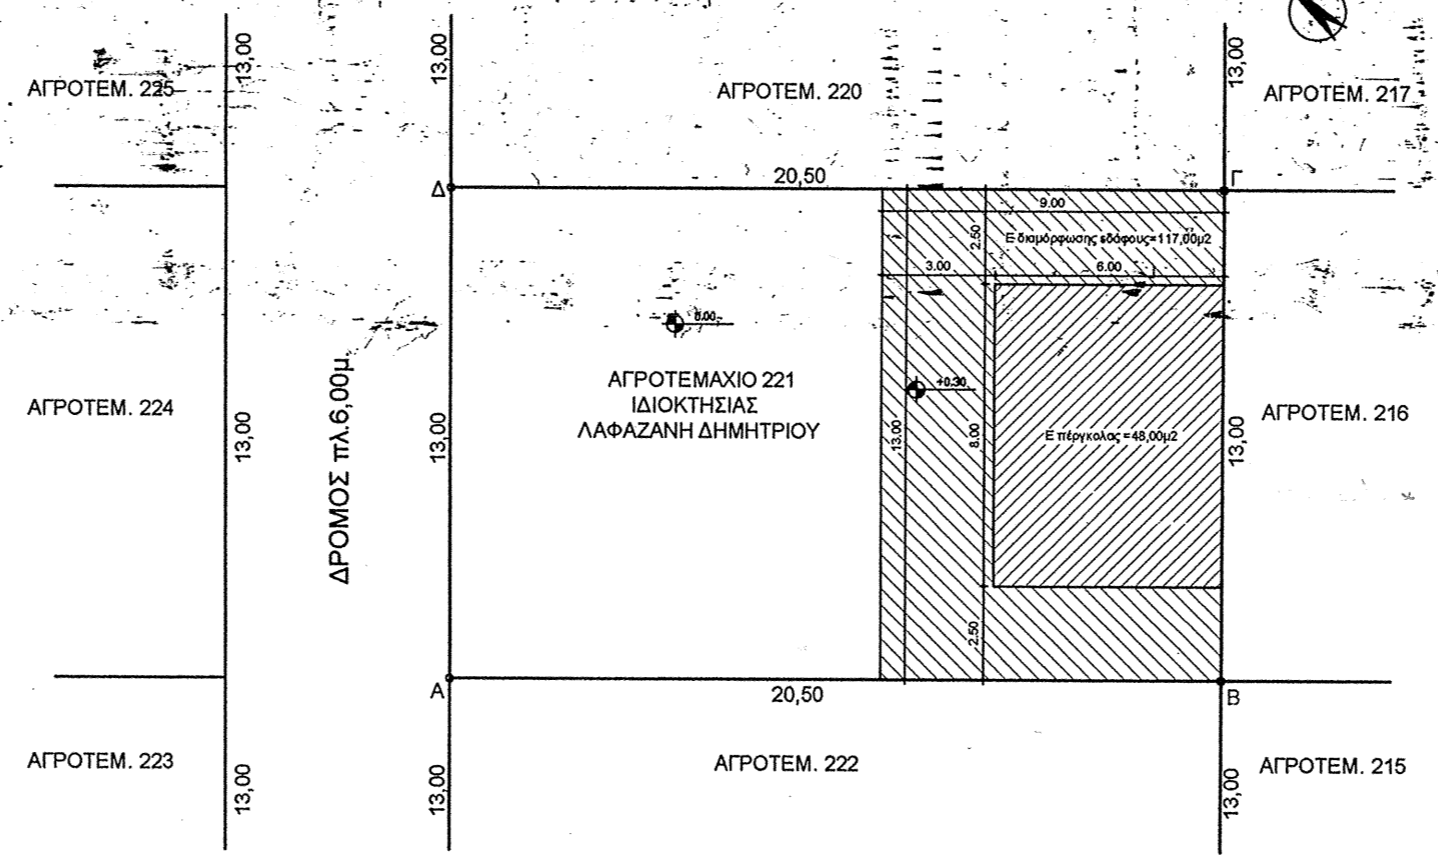 13,00
13,00
13,00
ΑΓΡΟΤΕΜ. 225
ΑΓΡΟΤΕΜ. 220
ΑΓΡΟΤΕΜ. 217
Δ
20,50
Γ
9.00
2.50
Ε διαμόρφωσης εδάφους=117,00μ2
3.00
6.00
0.00
ΑΓΡΟΤΕΜΑΧΙΟ 221
ΙΔΙΟΚΤΗΣΙΑΣ
ΛΑΦΑΖΑΝΗ ΔΗΜΗΤΡΙΟΥ
+0.30
ΑΓΡΟΤΕΜ. 224
13,00
ΔΡΟΜΟΣ πλ.6,00μ.
13,00
13.00
8.00
Ε πέργκολας =48,00μ2
13,00
ΑΓΡΟΤΕΜ. 216
2.50
Α
20,50
Β
ΑΓΡΟΤΕΜ. 223
ΑΓΡΟΤΕΜ. 222
ΑΓΡΟΤΕΜ. 215
13,00
13,00
13,00